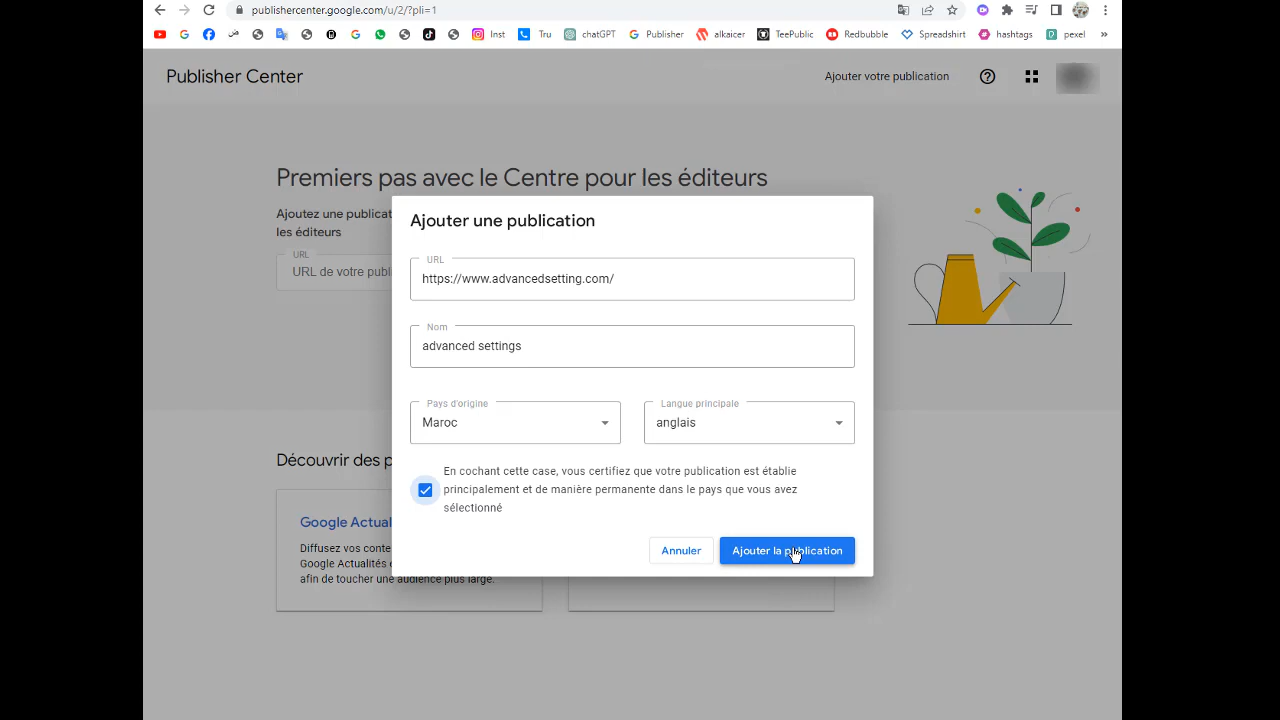 publishercenter.google.com/u/2/?pli=1
Inst
Tru
chatGPT
Publisher
alkaicer
TeePublic
Redbubble
Spreadshirt
hashtags
pexel
»
Publisher Center
Ajouter votre publication
Premiers pas avec le Centre pour les éditeurs
Ajoutez une publicat
les éditeurs
URL
URL de votre publi
Ajouter une publication
URL
https://www.advancedsetting.com/
Nom
advanced settings
Pays d'origine
Maroc
Langue principale
anglais
En cochant cette case, vous certifiez que votre publication est établie
principalement et de manière permanente dans le pays que vous avez
sélectionné
Annuler
Ajouter la publication
Découvrir des p
Google Actual
Diffusez vos conte
Google Actualités e
afin de toucher une audience plus large.